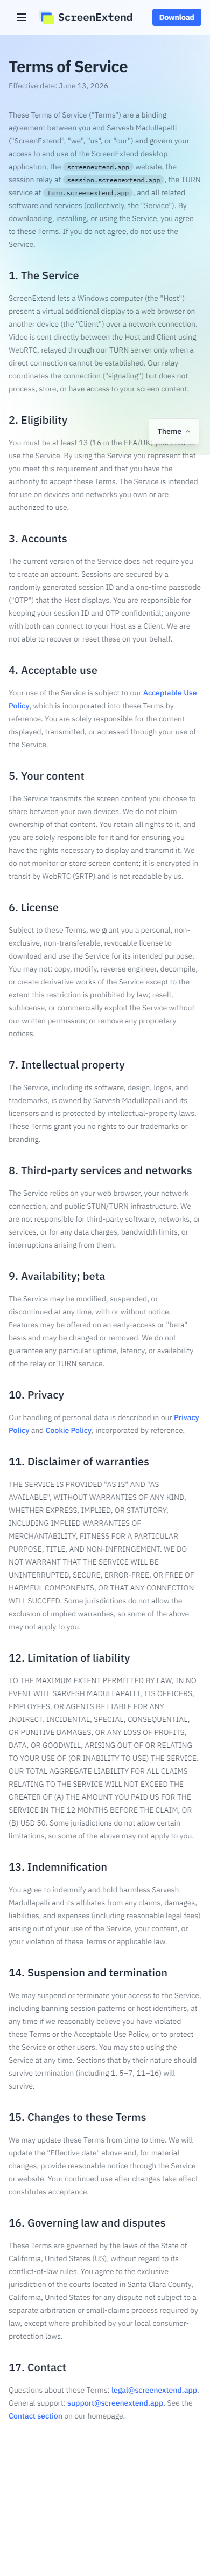 ScreenExtend
Download
Terms of Service
Effective date: June 13, 2026
These Terms of Service ("Terms") are a binding
agreement between you and Sarvesh Madullapalli
("ScreenExtend", "we", "us", or "our") and govern your
access to and use of the ScreenExtend desktop
application, the screenextend.app website, the
session relay at session.screenextend.app, the TURN
service at turn.screenextend.app, and all related
software and services (collectively, the "Service"). By
downloading, installing, or using the Service, you agree
to these Terms. If you do not agree, do not use the
Service.
1. The Service
ScreenExtend lets a Windows computer (the "Host")
present a virtual additional display to a web browser on
another device (the "Client") over a network connection.
Video is sent directly between the Host and Client using
WebRTC, relayed through our TURN server only when a
direct connection cannot be established. Our relay
coordinates the connection ("signaling") but does not
process, store, or have access to your screen content.
2. Eligibility
You must be at least 13 (16 in the EEA/UK) years old to
use the Service. By using the Service you represent that
you meet this requirement and that you have the
authority to accept these Terms. The Service is intended
for use on devices and networks you own or are
authorized to use.
Theme
3. Accounts
The current version of the Service does not require you
to create an account. Sessions are secured by a
randomly generated session ID and a one-time passcode
("OTP") that the Host displays. You are responsible for
keeping your session ID and OTP confidential; anyone
with both can connect to your Host as a Client. We are
not able to recover or reset these on your behalf.
4. Acceptable use
Your use of the Service is subject to our Acceptable Use
Policy, which is incorporated into these Terms by
reference. You are solely responsible for the content
displayed, transmitted, or accessed through your use of
the Service.
5. Your content
The Service transmits the screen content you choose to
share between your own devices. We do not claim
ownership of that content. You retain all rights to it, and
you are solely responsible for it and for ensuring you
have the rights necessary to display and transmit it. We
do not monitor or store screen content; it is encrypted in
transit by WebRTC (SRTP) and is not readable by us.
6. License
Subject to these Terms, we grant you a personal, non-
exclusive, non-transferable, revocable license to
download and use the Service for its intended purpose.
You may not: copy, modify, reverse engineer, decompile,
or create derivative works of the Service except to the
extent this restriction is prohibited by law; resell,
sublicense, or commercially exploit the Service without
our written permission; or remove any proprietary
notices.
7. Intellectual property
The Service, including its software, design, logos, and
trademarks, is owned by Sarvesh Madullapalli and its
licensors and is protected by intellectual-property laws.
These Terms grant you no rights to our trademarks or
branding.
8. Third-party services and networks
The Service relies on your web browser, your network
connection, and public STUN/TURN infrastructure. We
are not responsible for third-party software, networks, or
services, or for any data charges, bandwidth limits, or
interruptions arising from them.
9. Availability; beta
The Service may be modified, suspended, or
discontinued at any time, with or without notice.
Features may be offered on an early-access or "beta"
basis and may be changed or removed. We do not
guarantee any particular uptime, latency, or availability
of the relay or TURN service.
10. Privacy
Our handling of personal data is described in our Privacy
Policy and Cookie Policy, incorporated by reference.
11. Disclaimer of warranties
THE SERVICE IS PROVIDED "AS IS" AND "AS
AVAILABLE", WITHOUT WARRANTIES OF ANY KIND,
WHETHER EXPRESS, IMPLIED, OR STATUTORY,
INCLUDING IMPLIED WARRANTIES OF
MERCHANTABILITY, FITNESS FOR A PARTICULAR
PURPOSE, TITLE, AND NON-INFRINGEMENT. WE DO
NOT WARRANT THAT THE SERVICE WILL BE
UNINTERRUPTED, SECURE, ERROR-FREE, OR FREE OF
HARMFUL COMPONENTS, OR THAT ANY CONNECTION
WILL SUCCEED. Some jurisdictions do not allow the
exclusion of implied warranties, so some of the above
may not apply to you.
12. Limitation of liability
TO THE MAXIMUM EXTENT PERMITTED BY LAW, IN NO
EVENT WILL SARVESH MADULLAPALLI, ITS OFFICERS,
EMPLOYEES, OR AGENTS BE LIABLE FOR ANY
INDIRECT, INCIDENTAL, SPECIAL, CONSEQUENTIAL,
OR PUNITIVE DAMAGES, OR ANY LOSS OF PROFITS,
DATA, OR GOODWILL, ARISING OUT OF OR RELATING
TO YOUR USE OF (OR INABILITY TO USE) THE SERVICE.
OUR TOTAL AGGREGATE LIABILITY FOR ALL CLAIMS
RELATING TO THE SERVICE WILL NOT EXCEED THE
GREATER OF (A) THE AMOUNT YOU PAID US FOR THE
SERVICE IN THE 12 MONTHS BEFORE THE CLAIM, OR
(B) USD 50. Some jurisdictions do not allow certain
limitations, so some of the above may not apply to you.
13. Indemnification
You agree to indemnify and hold harmless Sarvesh
Madullapalli and its affiliates from any claims, damages,
liabilities, and expenses (including reasonable legal fees)
arising out of your use of the Service, your content, or
your violation of these Terms or applicable law.
14. Suspension and termination
We may suspend or terminate your access to the Service,
including banning session patterns or host identifiers, at
any time if we reasonably believe you have violated
these Terms or the Acceptable Use Policy, or to protect
the Service or other users. You may stop using the
Service at any time. Sections that by their nature should
survive termination (including 1, 5–7, 11–16) will
survive.
15. Changes to these Terms
We may update these Terms from time to time. We will
update the "Effective date" above and, for material
changes, provide reasonable notice through the Service
or website. Your continued use after changes take effect
constitutes acceptance.
16. Governing law and disputes
These Terms are governed by the laws of the State of
California, United States (US), without regard to its
conflict-of-law rules. You agree to the exclusive
jurisdiction of the courts located in Santa Clara County,
California, United States for any dispute not subject to a
separate arbitration or small-claims process required by
law, except where prohibited by your local consumer-
protection laws.
17. Contact
Questions about these Terms: legal@screenextend.app.
General support: support@screenextend.app. See the
Contact section on our homepage.